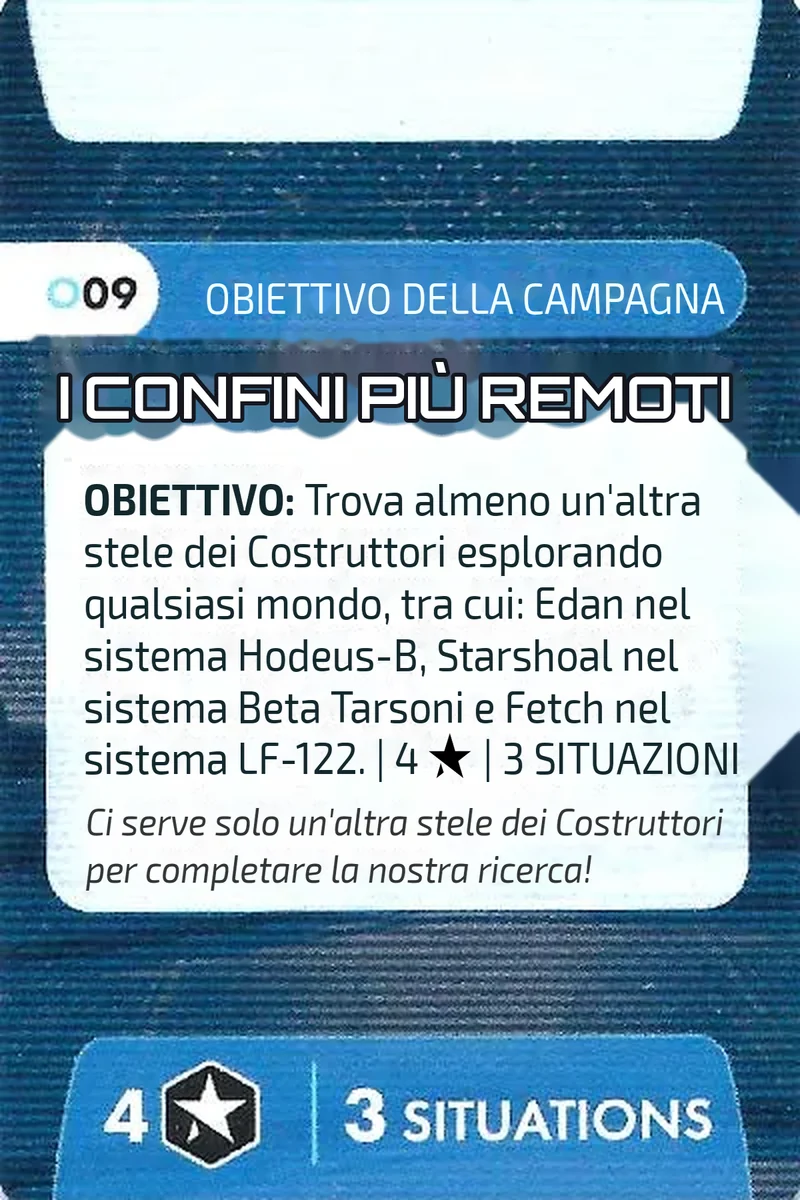 009
OBIETTIVO DELLA CAMPAGNA
I CONFINI PIÙ REMOTI
OBIETTIVO: Trova almeno un'altra
stele dei Costruttori esplorando
qualsiasi mondo, tra cui: Edan nel
sistema Hodeus-B, Starshoal nel
sistema Beta Tarsoni e Fetch nel
sistema LF-122. | 4 ★ | 3 SITUAZIONI
Ci serve solo un'altra stele dei Costruttori
per completare la nostra ricerca!
4 ★ | 3 SITUATIONS